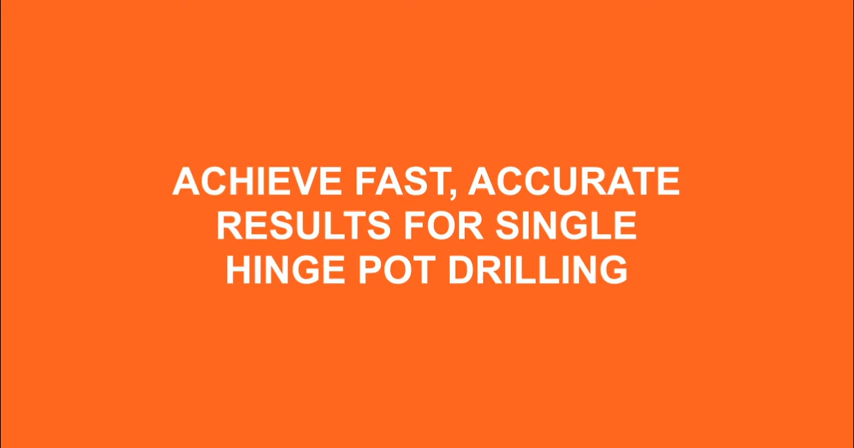 ACHIEVE FAST, ACCURATE
RESULTS FOR SINGLE
HINGE POT DRILLING